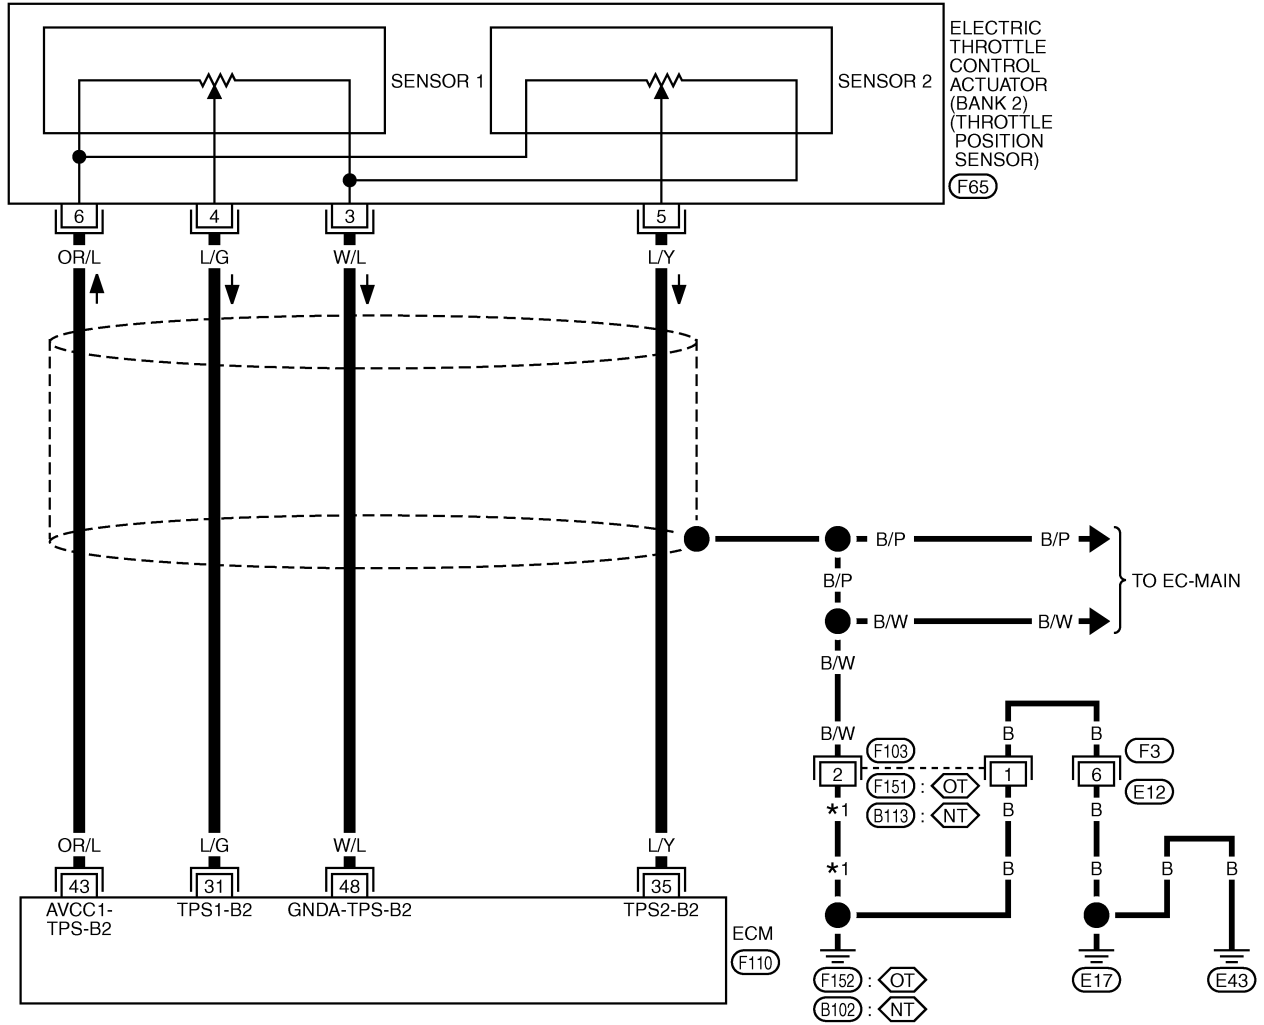 SENSOR 1
SENSOR 2
ELECTRIC
THROTTLE
CONTROL
ACTUATOR
(BANK 2)
(THROTTLE
POSITION
SENSOR)
F65
6 4 3 5
OR/L L/G W/L L/Y
B/P B/P
TO EC-MAIN
B/P
B/W B/W
B/W
B/W
B B
F103
F3
2 1 6
F151 : OT
E12
B113 : NT
*1 B B
OR/L L/G W/L L/Y
*1 B B B B
43 31 48 35
AVCC1-
TPS-B2
TPS1-B2
GNDA-TPS-B2
TPS2-B2
ECM
F110
F152 : OT
B102 : NT
E17
E43